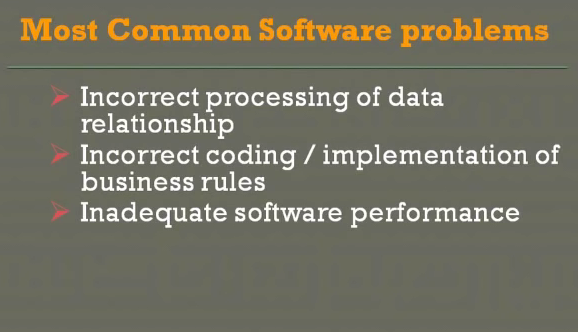 Most Common Software problems
Incorrect processing of data
relationship
Incorrect coding / implementation of
business rules
Inadequate software performance